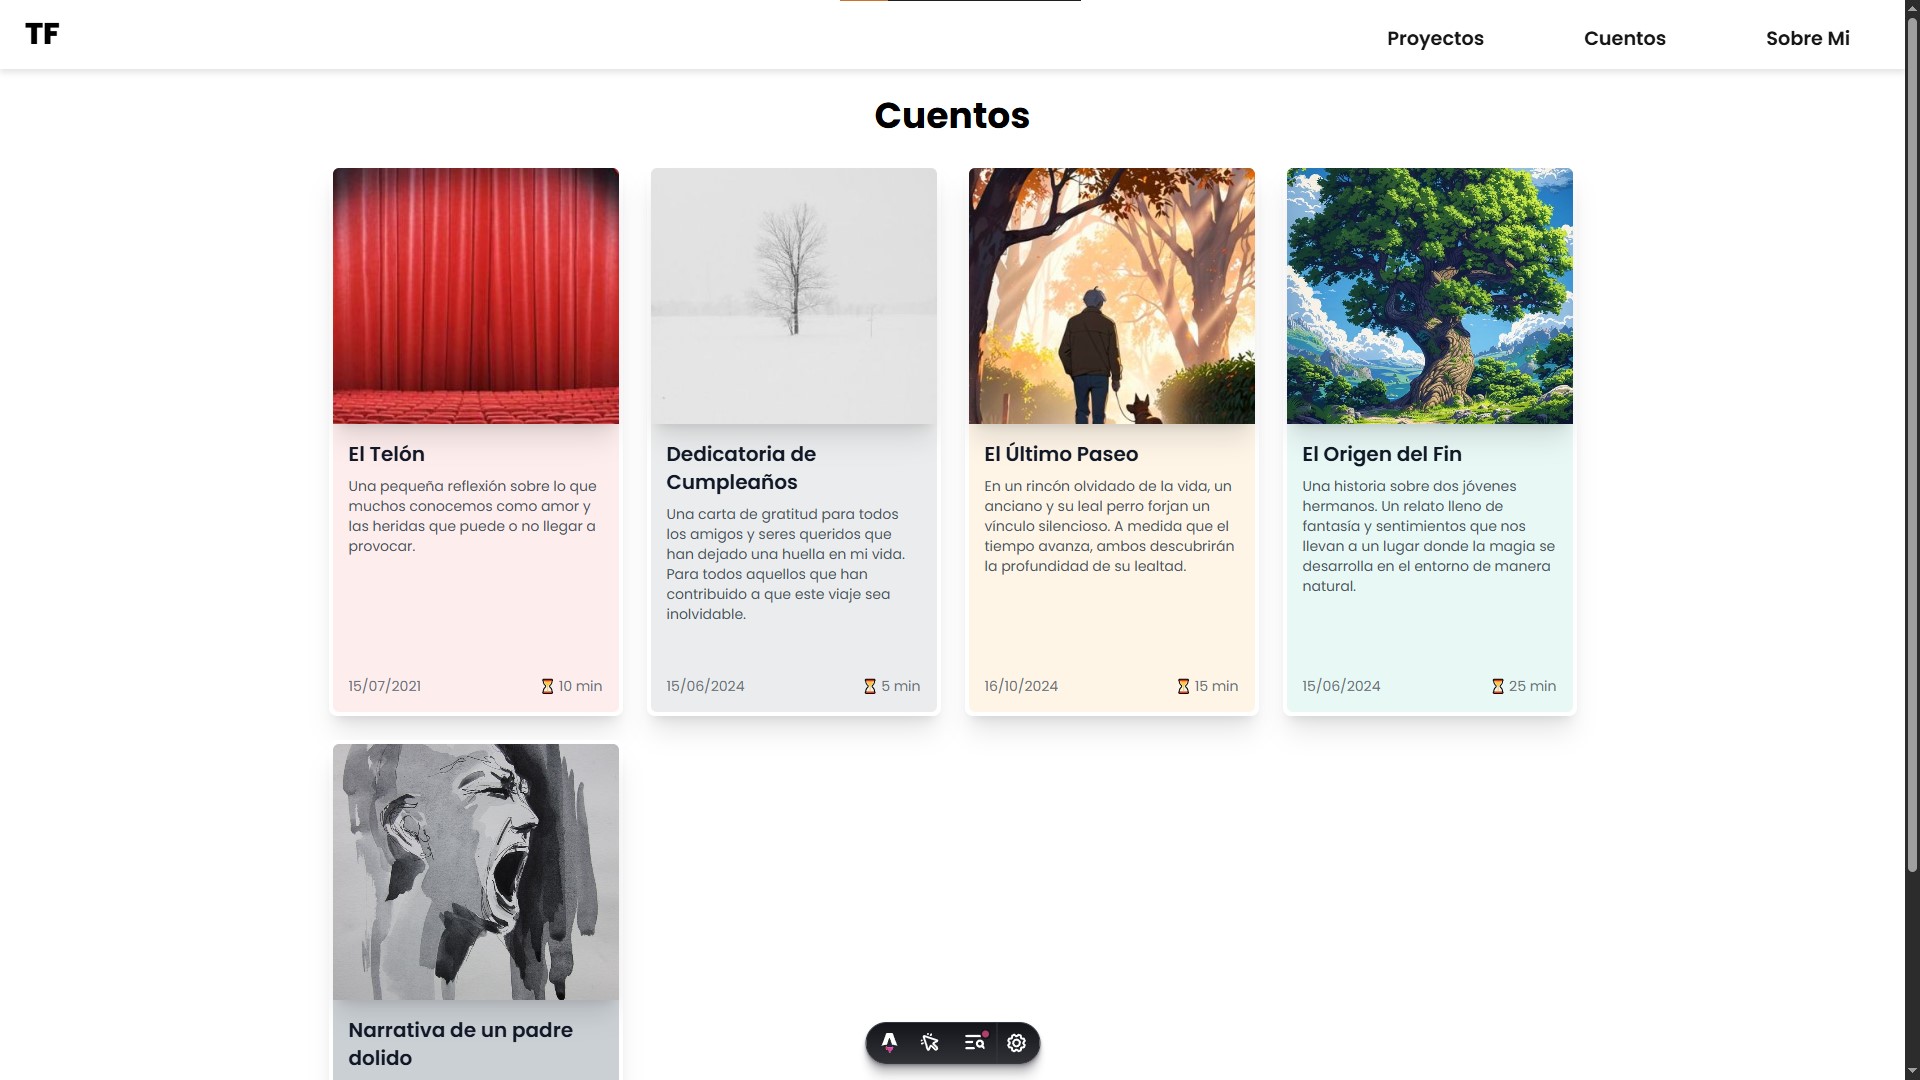 TF
Proyectos
Cuentos
Sobre Mi
Cuentos
El Telón
Una pequeña reflexión sobre lo que
muchos conocemos como amor y
las heridas que puede o no llegar a
provocar.
15/07/2021
10 min
Dedicatoria de
Cumpleaños
Una carta de gratitud para todos
los amigos y seres queridos que
han dejado una huella en mi vida.
Para todos aquellos que han
contribuido a que este viaje sea
inolvidable.
15/06/2024
5 min
El Último Paseo
En un rincón olvidado de la vida, un
anciano y su leal perro forjan un
vínculo silencioso. A medida que el
tiempo avanza, ambos descubrirán
la profundidad de su lealtad.
16/10/2024
15 min
El Origen del Fin
Una historia sobre dos jóvenes
hermanos. Un relato lleno de
fantasía y sentimientos que nos
llevan a un lugar donde la magia se
desarrolla en el entorno de manera
natural.
15/06/2024
25 min
Narrativa de un padre
dolido